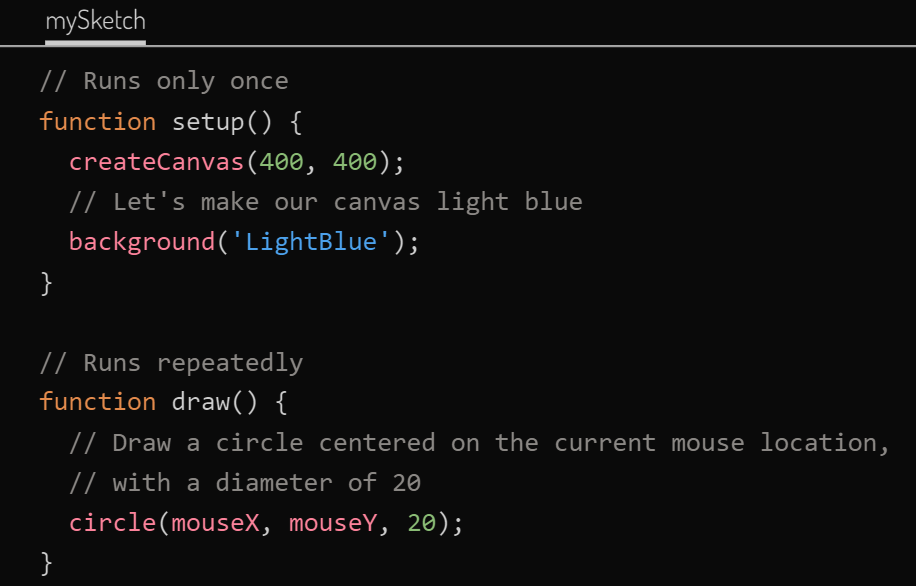 mySketch
// Runs only once
function setup() {
  createCanvas(400, 400);
  // Let's make our canvas light blue
  background('LightBlue');
}

// Runs repeatedly
function draw() {
  // Draw a circle centered on the current mouse location,
  // with a diameter of 20
  circle(mouseX, mouseY, 20);
}